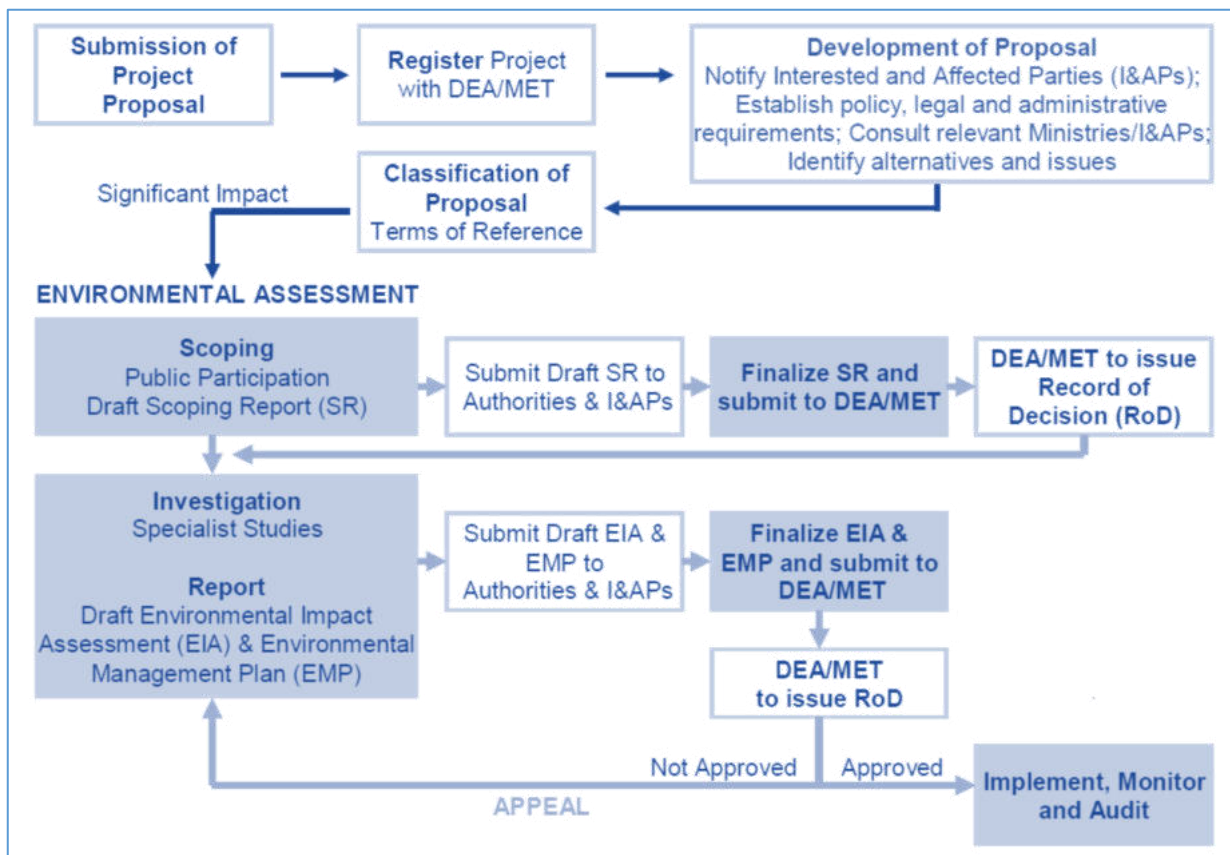 Submission of
Project
Proposal
Register Project
with DEA/MET
Development of Proposal
Notify Interested and Affected Parties (I&APs);
Establish policy, legal and administrative
requirements; Consult relevant Ministries/I&APs;
Identify alternatives and issues
Classification of
Proposal
Terms of Reference
Significant Impact
ENVIRONMENTAL ASSESSMENT
Scoping
Public Participation
Draft Scoping Report (SR)
Submit Draft SR to
Authorities & I&APs
Finalize SR and
submit to DEA/MET
DEA/MET to issue
Record of
Decision (RoD)
Investigation
Specialist Studies
Report
Draft Environmental Impact
Assessment (EIA) & Environmental
Management Plan (EMP)
Submit Draft EIA &
EMP to
Authorities & I&APs
Finalize EIA &
EMP and submit to
DEA/MET
DEA/MET
to issue RoD
Not Approved
Approved
APPEAL
Implement, Monitor
and Audit